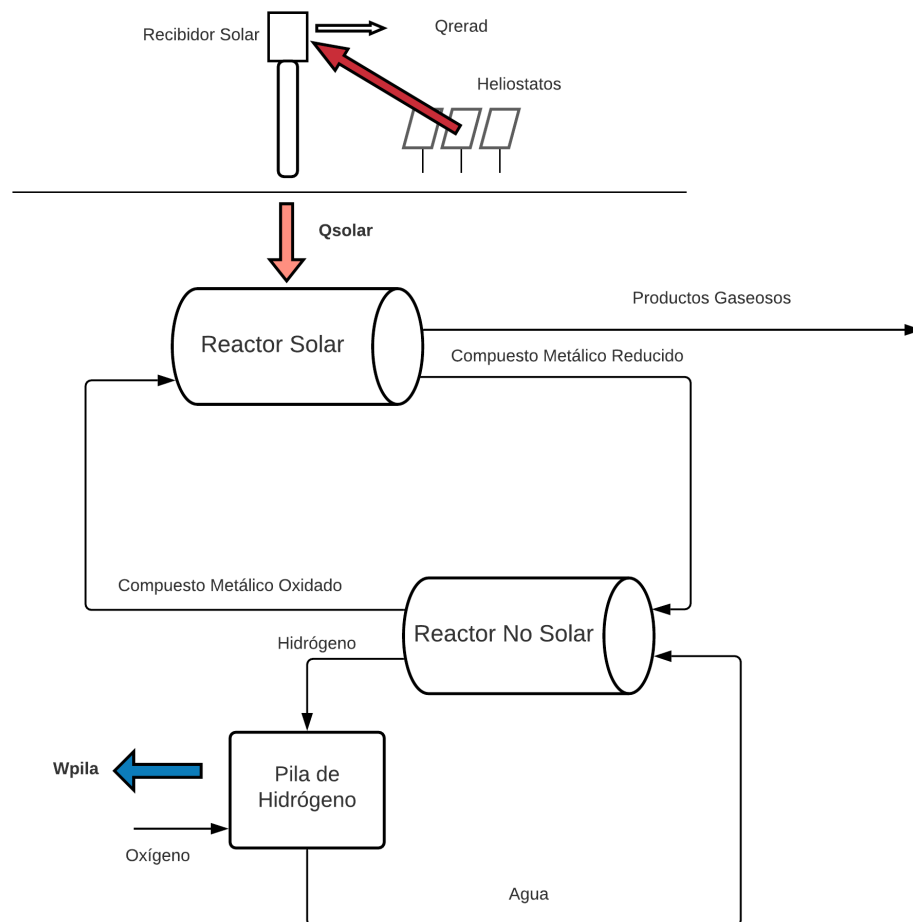 Recibidor Solar
Qrerad
Heliostatos
Qsolar
Productos Gaseosos
Reactor Solar
Compuesto Metálico Reducido
Compuesto Metálico Oxidado
Reactor No Solar
Hidrógeno
Wpila
Pila de
Hidrógeno
Oxígeno
Agua